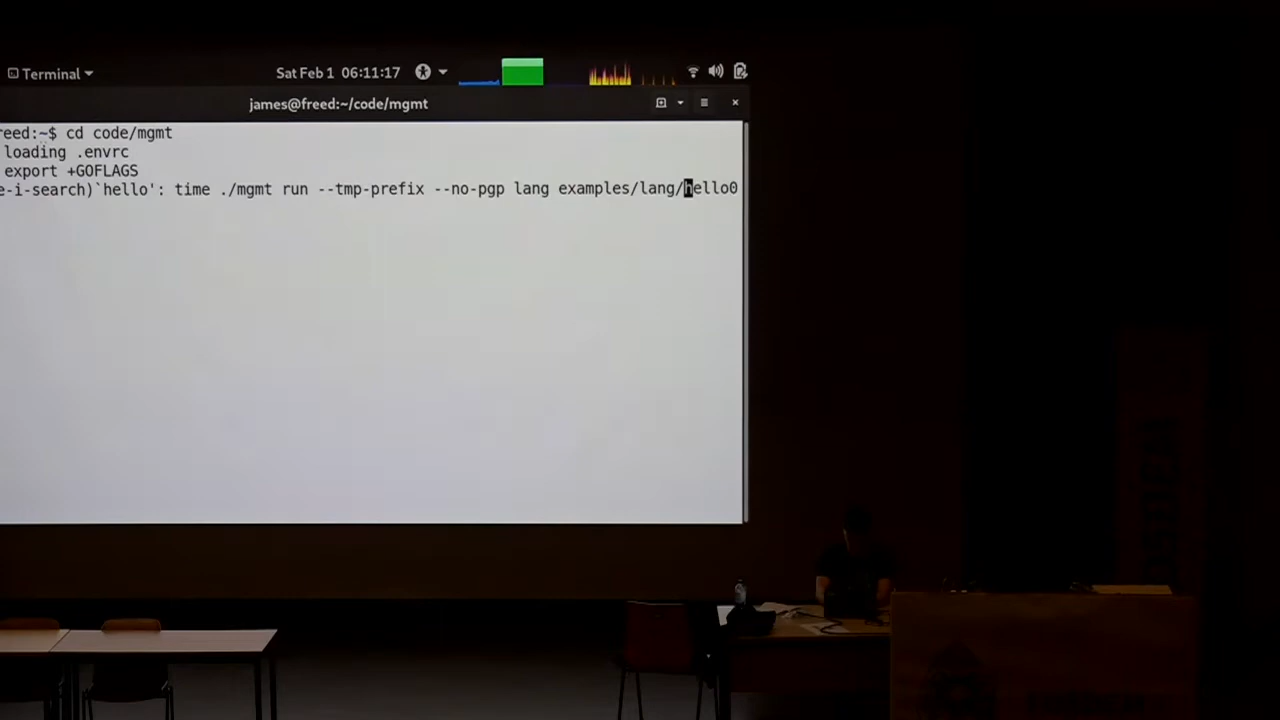 Terminal
Sat Feb 1 06:11:17
james@freed:~/code/mgmt
reed:~$ cd code/mgmt
loading .envrc
export +GOFLAGS
e-i-search)`hello': time ./mgmt run --tmp-prefix --no-pgp lang examples/lang/hello0